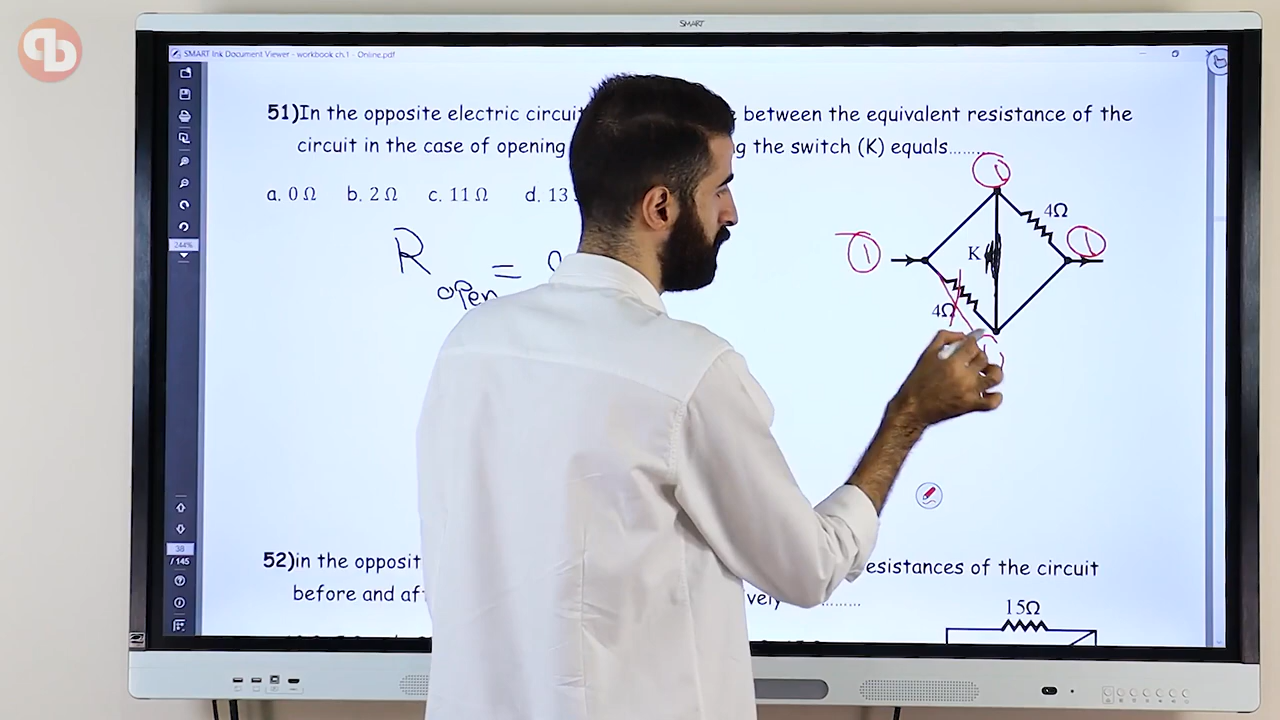 SMART
SMART Ink Document Viewer - workbook ch.1 - Online.pdf
51)In the opposite electric circuit between the equivalent resistance of the
circuit in the case of opening the switch (K) equals.........
a. 0 Ω b. 2 Ω c. 11 Ω d. 13
R open =
1
4Ω
1
1
K
4Ω
244%
38
/ 145
52)in the opposit esistances of the circuit
before and af vely .........
15Ω